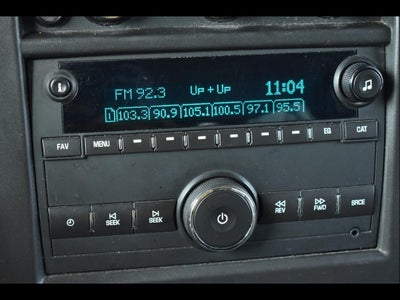 FM 92.3 Up+Up 11:04
1 103.3 90.9 105.1 100.5 97.1 95.5
FAV MENU EQ CAT
SEEK SEEK REV FWD SRCE